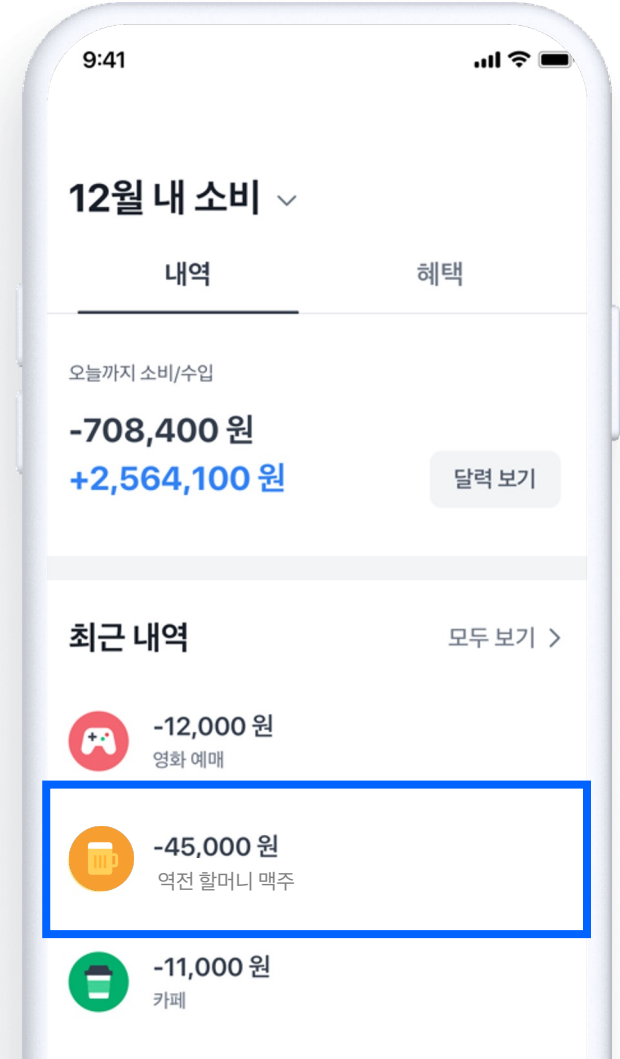 9:41
12월 내 소비
내역
혜택
오늘까지 소비/수입
-708,400 원
+2,564,100 원
달력 보기
최근 내역
모두 보기
-12,000 원
영화 예매
-45,000 원
역전 할머니 맥주
-11,000 원
카페